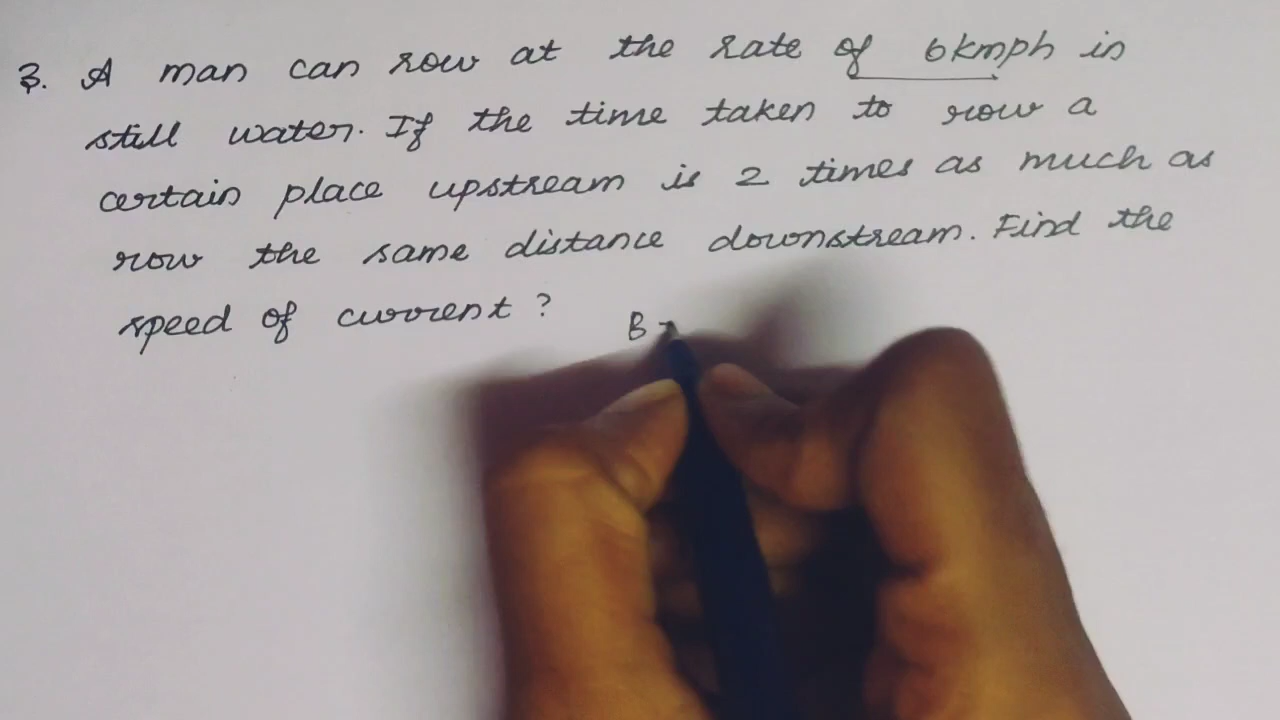 3. A man can row at the rate of 6kmph in
still water. If the time taken to row a
certain place upstream is 2 times as much as
row the same distance downstream. Find the
speed of current ?
B